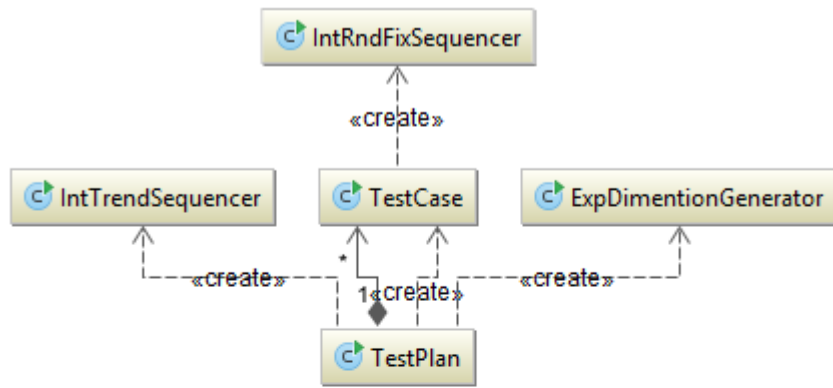 C IntRndFixSequencer
«create»
C IntTrendSequencer
C TestCase
C ExpDimentionGenerator
*
«create»
1
«create»
«create»
C TestPlan